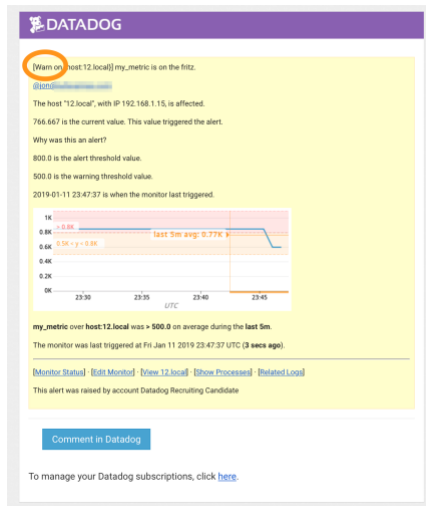 DATADOG
[Warn on {host:12.local}] my_metric is on the fritz.
The host "12.local", with IP 192.168.1.15, is affected.
766.667 is the current value. This value triggered the alert.
Why was this an alert?
800.0 is the alert threshold value.
500.0 is the warning threshold value.
2019-01-11 23:47:37 is when the monitor last triggered.
1K
> 0.8K
0.8K
last 5m avg: 0.77K
0.5K < y < 0.8K
0.6K
0.4K
0.2K
0K
23:30 23:35 23:40 23:45
UTC
my_metric over host:12.local was > 500.0 on average during the last 5m.
The monitor was last triggered at Fri Jan 11 2019 23:47:37 UTC (3 secs ago).
[Monitor Status] · [Edit Monitor] · [View 12.local] · [Show Processes] · [Related Logs]
This alert was raised by account Datadog Recruiting Candidate
Comment in Datadog
To manage your Datadog subscriptions, click here.